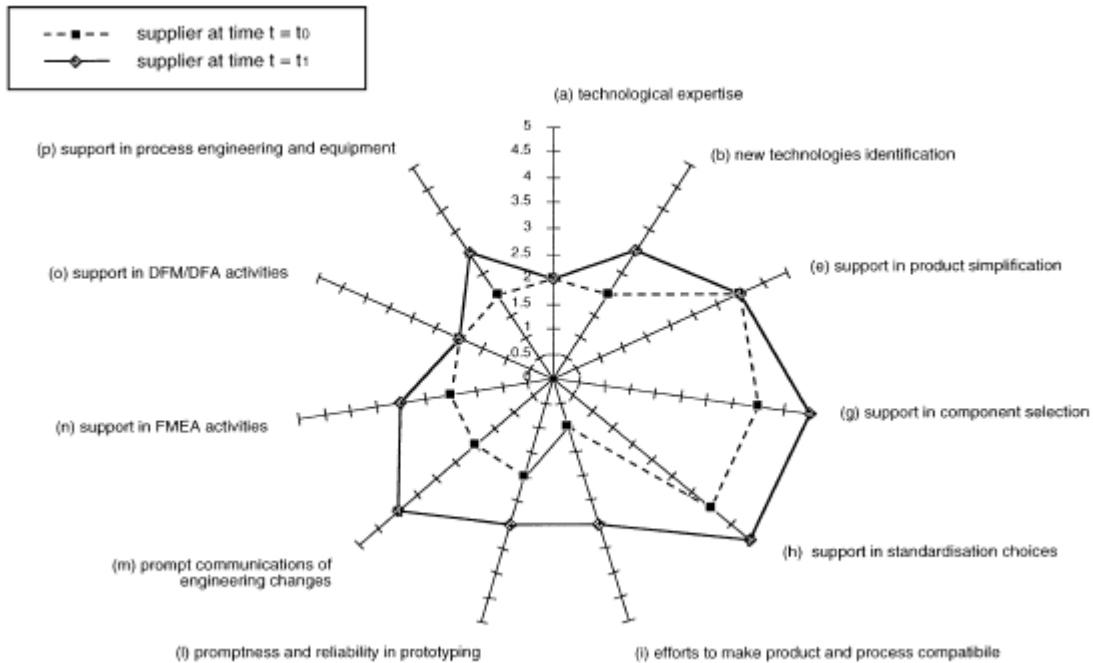 supplier at time t = t0
supplier at time t = t1
(a) technological expertise
(p) support in process engineering and equipment
(b) new technologies identification
5
4.5
4
3.5
3
2.5
2
1.5
1
0.5
0
(o) support in DFM/DFA activities
(e) support in product simplification
(n) support in FMEA activities
(g) support in component selection
(m) prompt communications of
engineering changes
(h) support in standardisation choices
(l) promptness and reliability in prototyping
(i) efforts to make product and process compatibile